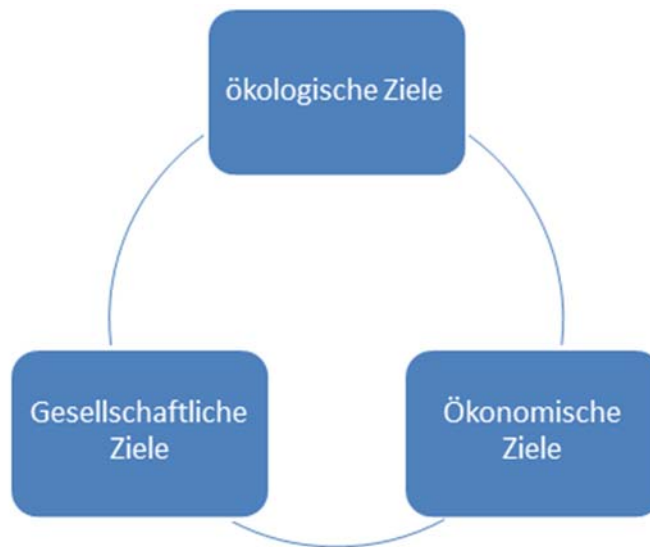 ökologische Ziele
Gesellschaftliche
Ziele
Ökonomische
Ziele